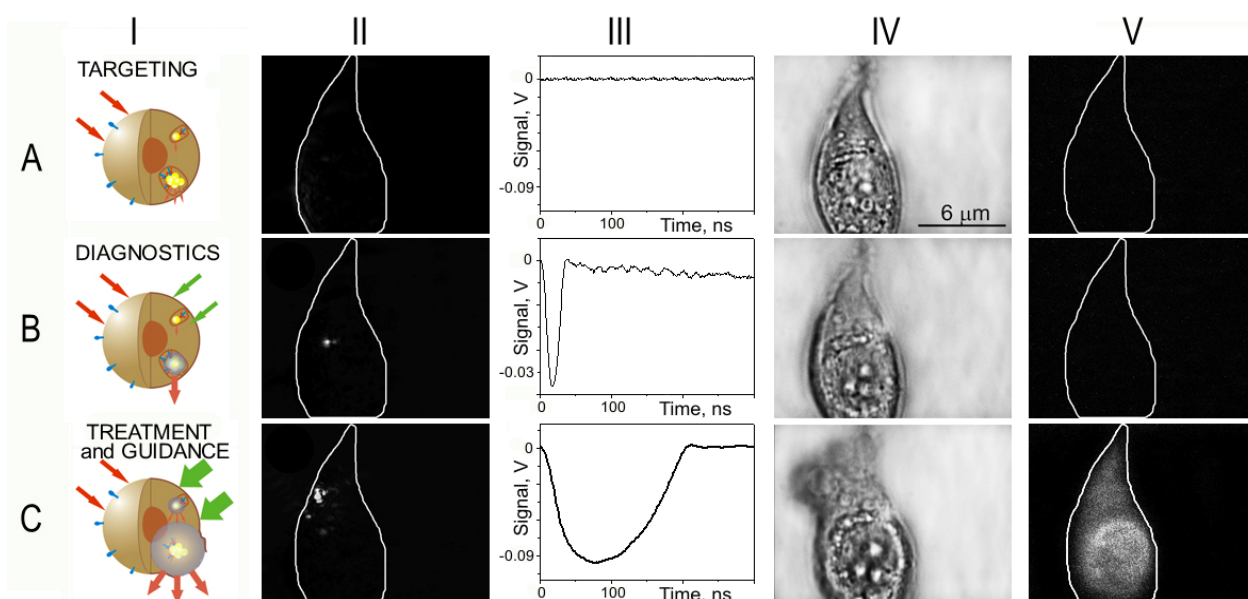 I II III IV V
A
TARGETING
0
Signal, V
-0.09
100
Time, ns
6 μm
B
DIAGNOSTICS
0
Signal, V
-0.03
0
100
Time, ns
C
TREATMENT
and GUIDANCE
0
Signal, V
-0.09
0
100
Time, ns